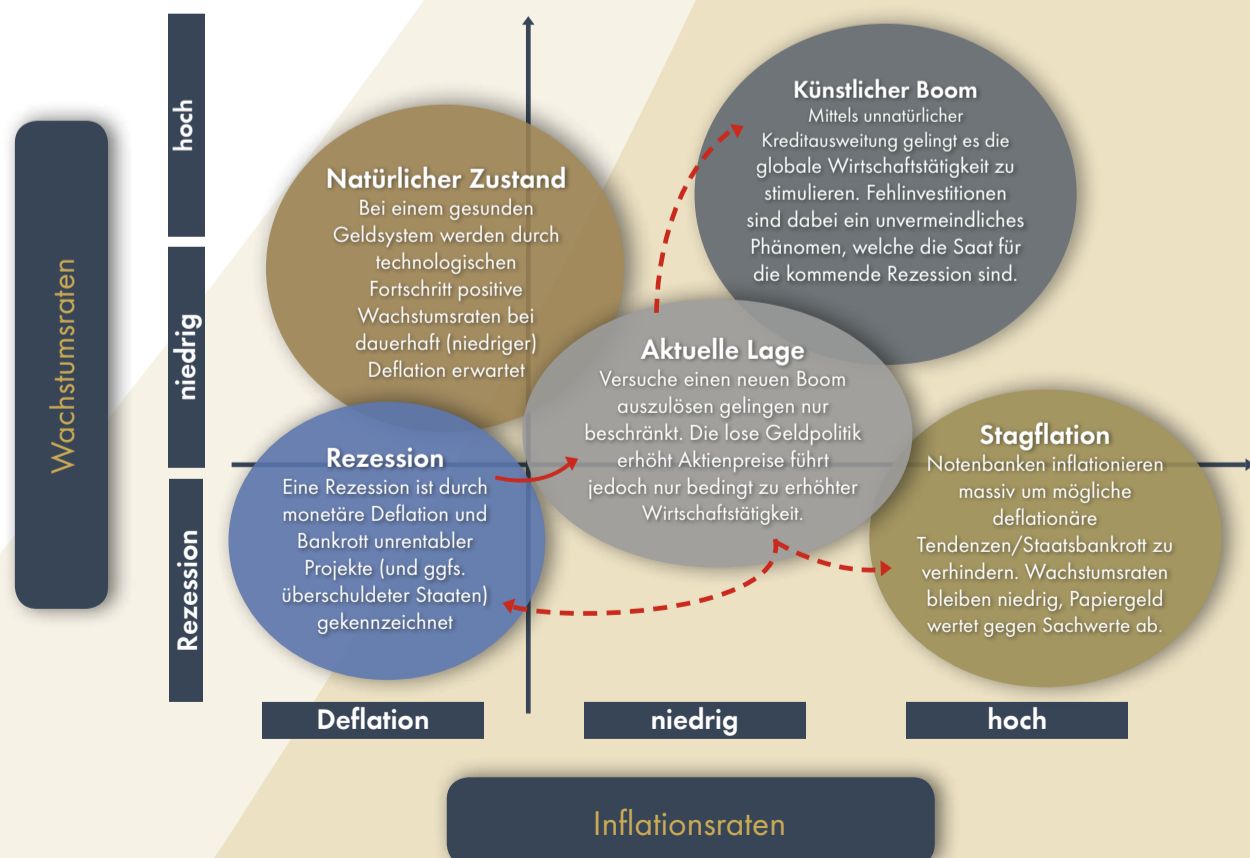 Wachstumsraten
hoch
niedrig
Rezession
Natürlicher Zustand
Bei einem gesunden
Geldsystem werden durch
technologischen
Fortschritt positive
Wachstumsraten bei
dauerhaft (niedriger)
Deflation erwartet
Künstlicher Boom
Mittels unnatürlicher
Kreditausweitung gelingt es die
globale Wirtschaftstätigkeit zu
stimulieren. Fehlinvestitionen
sind dabei ein unvermeindliches
Phänomen, welche die Saat für
die kommende Rezession sind.
Aktuelle Lage
Versuche einen neuen Boom
auszulösen gelingen nur
beschränkt. Die lose Geldpolitik
erhöht Aktienpreise führt
jedoch nur bedingt zu erhöhter
Wirtschaftstätigkeit.
Rezession
Eine Rezession ist durch
monetäre Deflation und
Bankrott unrentabler
Projekte (und ggfs.
überschuldeter Staaten)
gekennzeichnet
Stagflation
Notenbanken inflationieren
massiv um mögliche
deflationäre
Tendenzen/Staatsbankrott zu
verhindern. Wachstumsraten
bleiben niedrig, Papiergeld
wertet gegen Sachwerte ab.
Deflation
niedrig
hoch
Inflationsraten